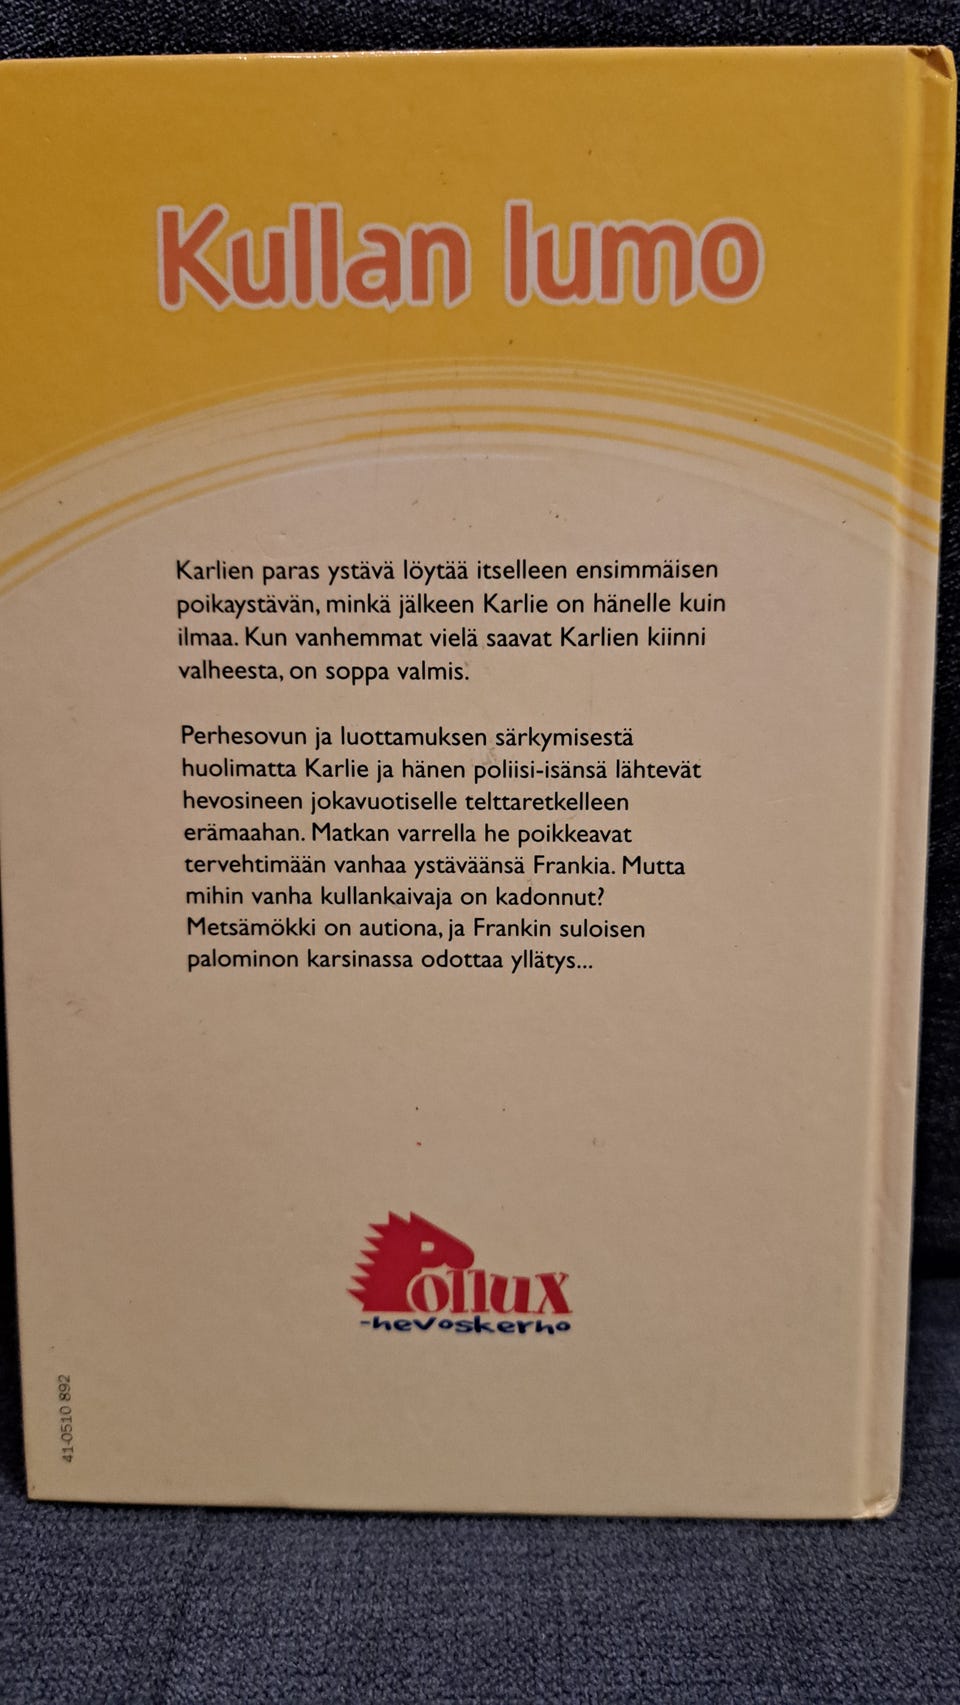 Kullan lumo
Karlien paras ystävä löytää itselleen ensimmäisen
poikaystävän, minkä jälkeen Karlie on hänelle kuin
ilmaa. Kun vanhemmat vielä saavat Karlien kiinni
valheesta, on soppa valmis.
Perhesovun ja luottamuksen särkymisestä
huolimatta Karlie ja hänen poliisi-isänsä lähtevät
hevosineen jokavuotiselle telttaretkelleen
erämaahan. Matkan varrella he poikkeavat
tervehtimään vanhaa ystäväänsä Frankia. Mutta
mihin vanha kullankaivaja on kadonnut?
Metsämökki on autiona, ja Frankin suloisen
palominon karsinassa odottaa yllätys...
Pollux
-hevoskerho
41-0510 892